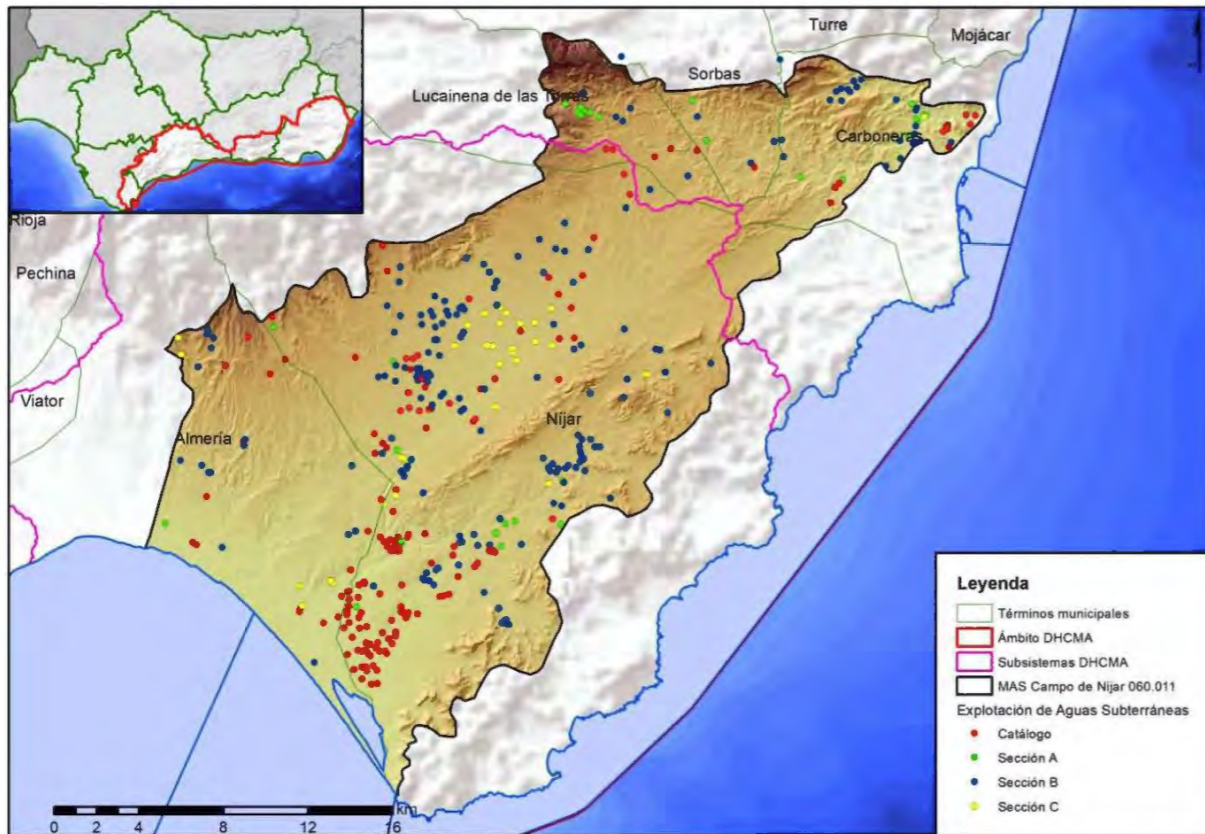 Turre
Mojácar
Sorbas
Lucainena de las Torres
Carboneras
Rioja
Pechina
Viator
Almería
Níjar
Leyenda
Términos municipales
Ámbito DHCMA
Subsistemas DHCMA
MAS Campo de Níjar 060.011
Explotación de Aguas Subterráneas
Catálogo
Sección A
Sección B
Sección C
km
0 2 4 8 12 16